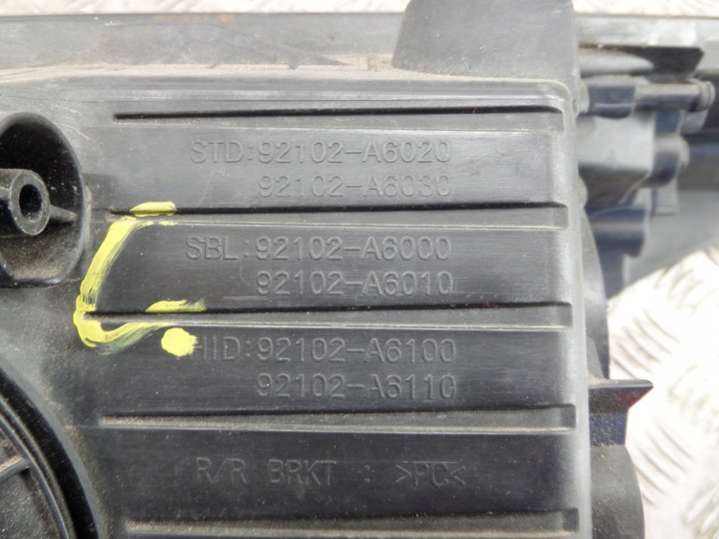 STD:92102-A6020
92102-A6030
SBL:92102-A6000
92102-A6010
HID:92102-A6100
92102-A6110
R/R BRKT : >PC<